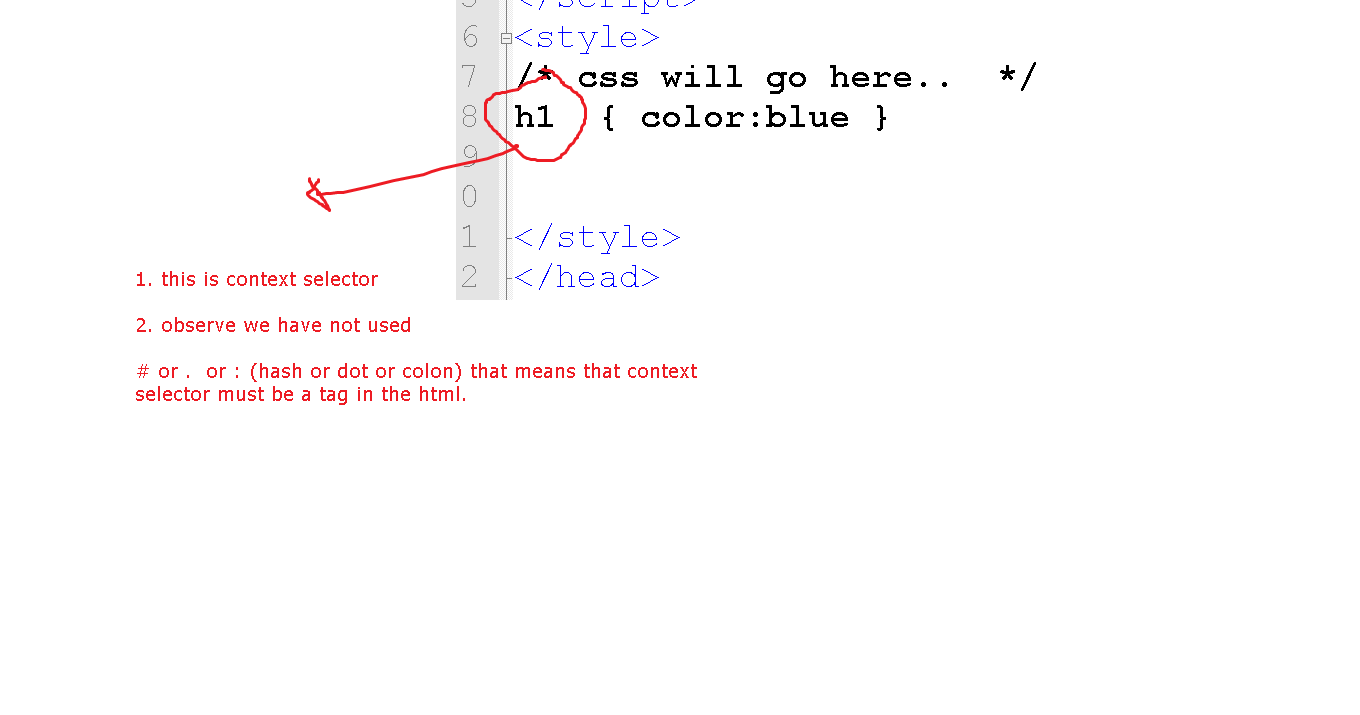 5 </script>
6 <style>
7 /* css will go here..  */
8 h1  { color:blue }
9
0
1 </style>
2 </head>
1. this is context selector
2. observe we have not used
# or .  or : (hash or dot or colon) that means that context
selector must be a tag in the html.